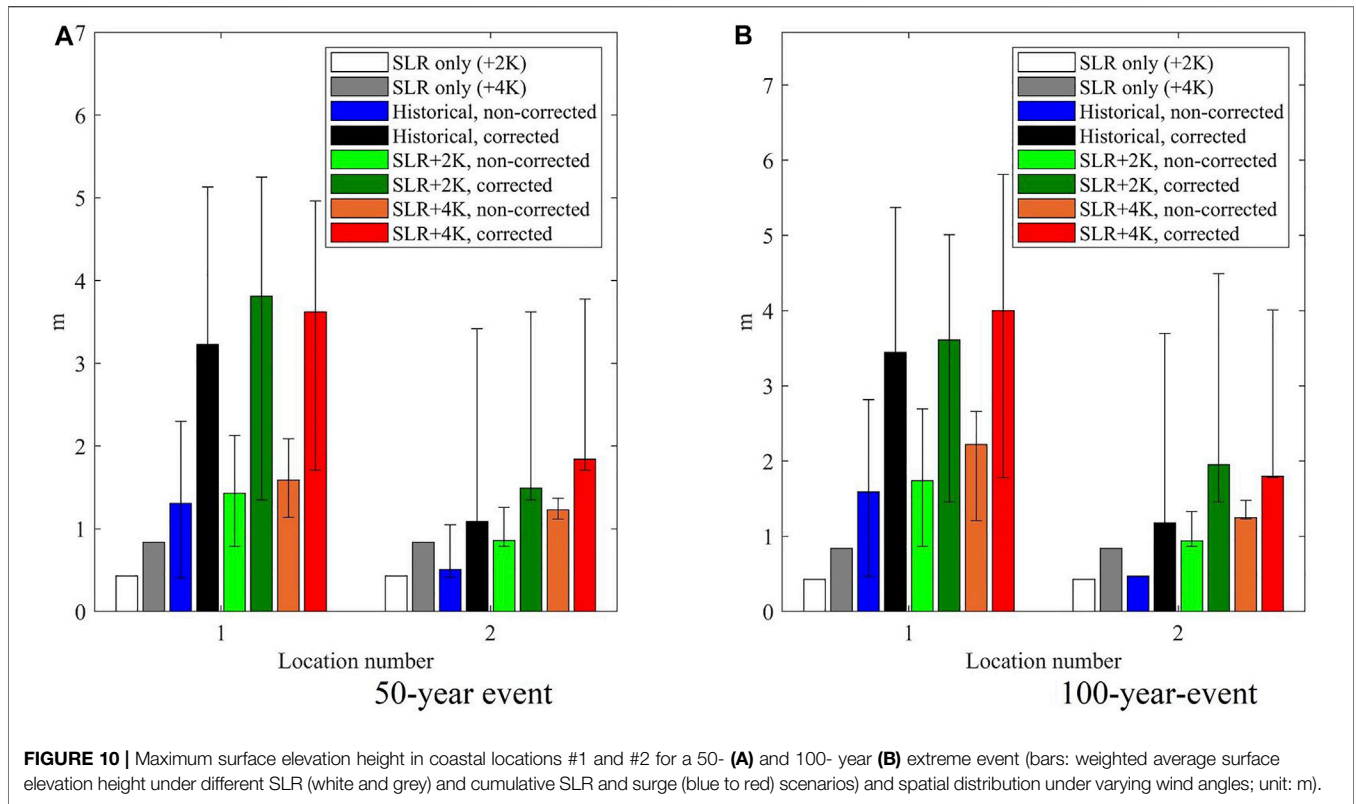 A
7
6
5
4
3
2
1
0
m
SLR only (+2K)
SLR only (+4K)
Historical, non-corrected
Historical, corrected
SLR+2K, non-corrected
SLR+2K, corrected
SLR+4K, non-corrected
SLR+4K, corrected
1
2
Location number
50-year event
B
7
6
5
4
3
2
1
0
m
SLR only (+2K)
SLR only (+4K)
Historical, non-corrected
Historical, corrected
SLR+2K, non-corrected
SLR+2K, corrected
SLR+4K, non-corrected
SLR+4K, corrected
1
2
Location number
100-year-event
FIGURE 10 | Maximum surface elevation height in coastal locations #1 and #2 for a 50- (A) and 100- year (B) extreme event (bars: weighted average surface
elevation height under different SLR (white and grey) and cumulative SLR and surge (blue to red) scenarios) and spatial distribution under varying wind angles; unit: m).